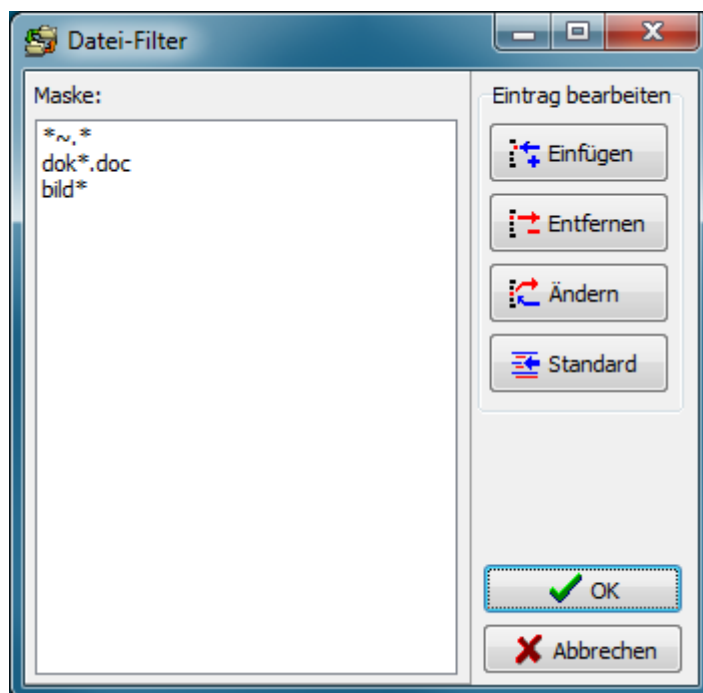 Datei-Filter
Maske:
*~.*
dok*.doc
bild*
Eintrag bearbeiten
Einfügen
Entfernen
Ändern
Standard
OK
Abbrechen